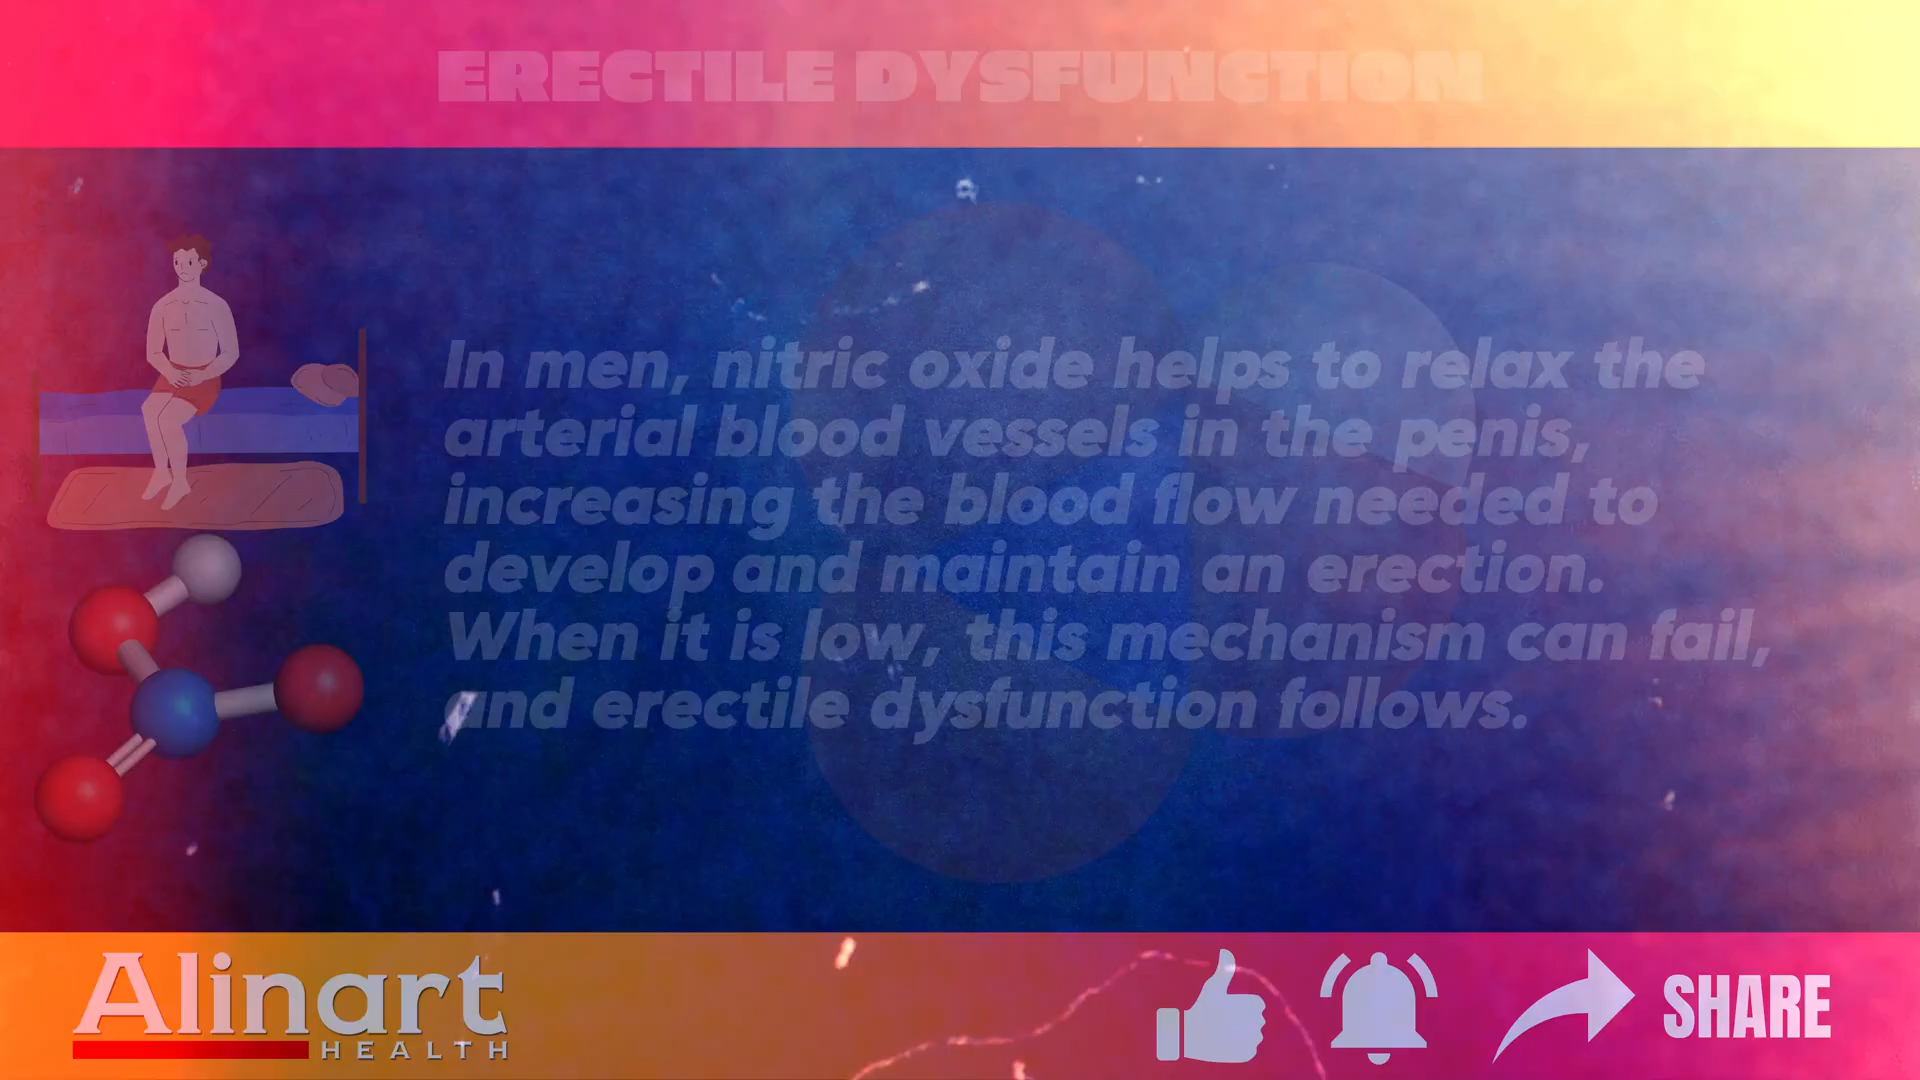 ERECTILE DYSFUNCTION
In men, nitric oxide helps to relax the
arterial blood vessels in the penis,
increasing the blood flow needed to
develop and maintain an erection.
When it is low, this mechanism can fail,
and erectile dysfunction follows.
Alinart
HEALTH
SHARE